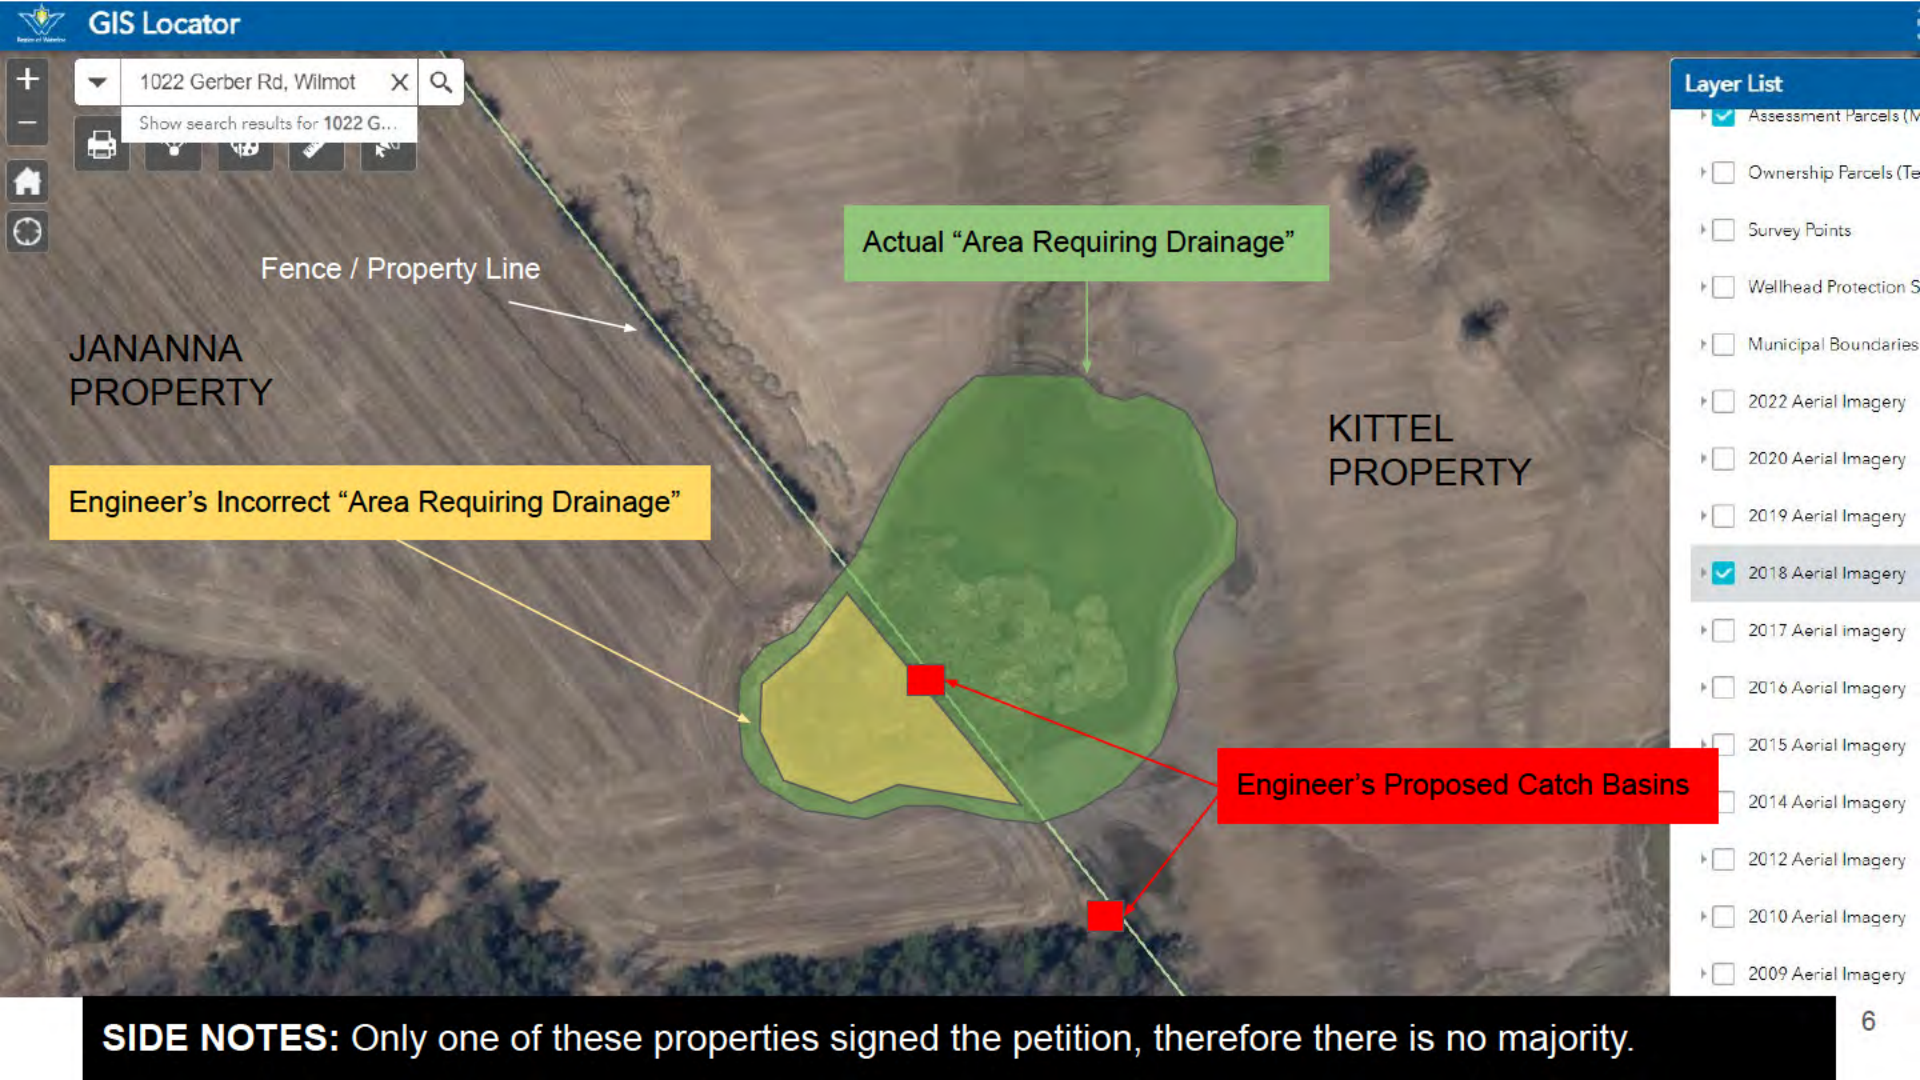 GIS Locator
Region of Waterloo
1022 Gerber Rd, Wilmot
Show search results for 1022 G...
Layer List
Assessment Parcels (M
Ownership Parcels (Te
Survey Points
Wellhead Protection S
Municipal Boundaries
2022 Aerial Imagery
2020 Aerial Imagery
2019 Aerial Imagery
2018 Aerial Imagery
2017 Aerial imagery
2016 Aerial Imagery
2015 Aerial Imagery
2014 Aerial Imagery
2012 Aerial Imagery
2010 Aerial Imagery
2009 Aerial Imagery
Actual “Area Requiring Drainage”
Fence / Property Line
JANANNA
PROPERTY
KITTEL
PROPERTY
Engineer’s Incorrect “Area Requiring Drainage”
Engineer’s Proposed Catch Basins
SIDE NOTES: Only one of these properties signed the petition, therefore there is no majority.
6